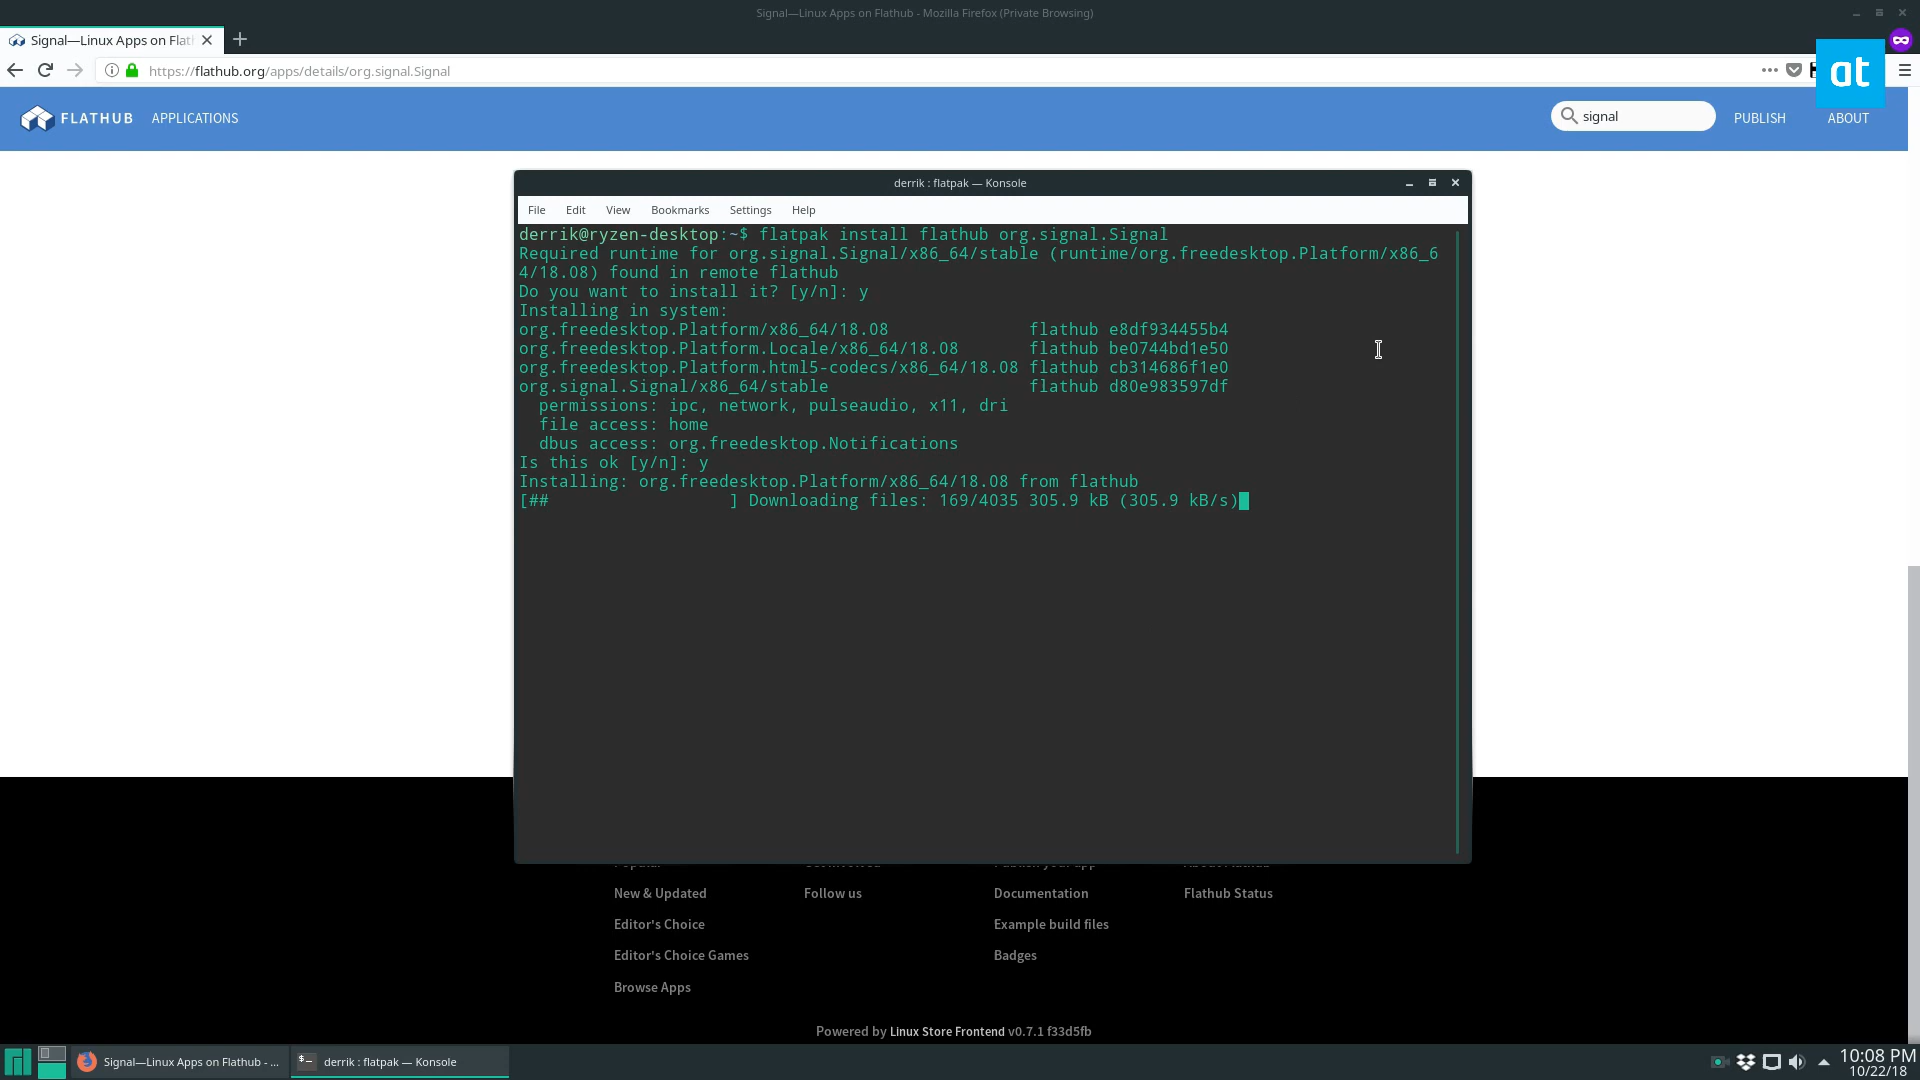 Signal—Linux Apps on Flathub - Mozilla Firefox (Private Browsing)
Signal—Linux Apps on Flat
https://flathub.org/apps/details/org.signal.Signal
at
FLATHUB APPLICATIONS signal PUBLISH ABOUT
derrik : flatpak — Konsole
File Edit View Bookmarks Settings Help
derrik@ryzen-desktop:~$ flatpak install flathub org.signal.Signal
Required runtime for org.signal.Signal/x86_64/stable (runtime/org.freedesktop.Platform/x86_6
4/18.08) found in remote flathub
Do you want to install it? [y/n]: y
Installing in system:
org.freedesktop.Platform/x86_64/18.08 flathub e8df934455b4
org.freedesktop.Platform.Locale/x86_64/18.08 flathub be0744bd1e50
org.freedesktop.Platform.html5-codecs/x86_64/18.08 flathub cb314686f1e0
org.signal.Signal/x86_64/stable flathub d80e983597df
permissions: ipc, network, pulseaudio, x11, dri
file access: home
dbus access: org.freedesktop.Notifications
Is this ok [y/n]: y
Installing: org.freedesktop.Platform/x86_64/18.08 from flathub
[## ] Downloading files: 169/4035 305.9 kB (305.9 kB/s)
New & Updated Follow us Documentation Flathub Status
Editor's Choice Example build files
Editor's Choice Games Badges
Browse Apps
Powered by Linux Store Frontend v0.7.1 f33d5fb
Signal—Linux Apps on Flathub - ... derrik : flatpak — Konsole 10:08 PM
10/22/18